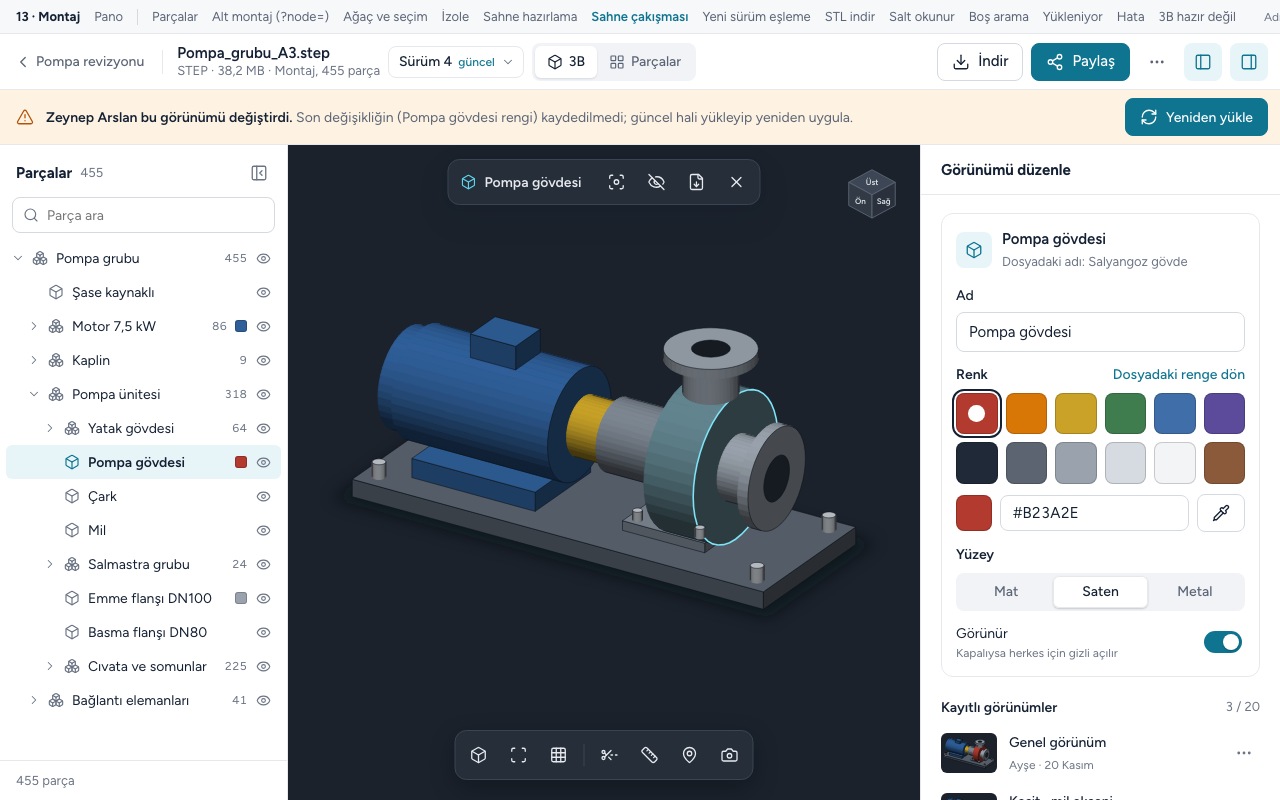 13 · Montaj Pano Parçalar Alt montaj (?node=) Ağaç ve seçim İzole Sahne hazırlama Sahne çakışması Yeni sürüm eşleme STL indir Salt okunur Boş arama Yükleniyor Hata 3B hazır değil
Pompa revizyonu
Pompa_grubu_A3.step
STEP · 38,2 MB · Montaj, 455 parça
Sürüm 4 güncel
3B Parçalar
İndir Paylaş
Zeynep Arslan bu görünümü değiştirdi. Son değişikliğin (Pompa gövdesi rengi) kaydedilmedi; güncel hali yükleyip yeniden uygula.
Yeniden yükle
Parçalar 455
Parça ara
Pompa grubu 455
Şase kaynaklı
Motor 7,5 kW 86
Kaplin 9
Pompa ünitesi 318
Yatak gövdesi 64
Pompa gövdesi
Çark
Mil
Salmastra grubu 24
Emme flanşı DN100
Basma flanşı DN80
Cıvata ve somunlar 225
Bağlantı elemanları 41
455 parça
Pompa gövdesi
Üst
Ön Sağ
Görünümü düzenle
Pompa gövdesi
Dosyadaki adı: Salyangoz gövde
Ad
Pompa gövdesi
Renk Dosyadaki renge dön
#B23A2E
Yüzey
Mat Saten Metal
Görünür
Kapalıysa herkes için gizli açılır
Kayıtlı görünümler 3 / 20
Genel görünüm
Ayşe · 20 Kasım